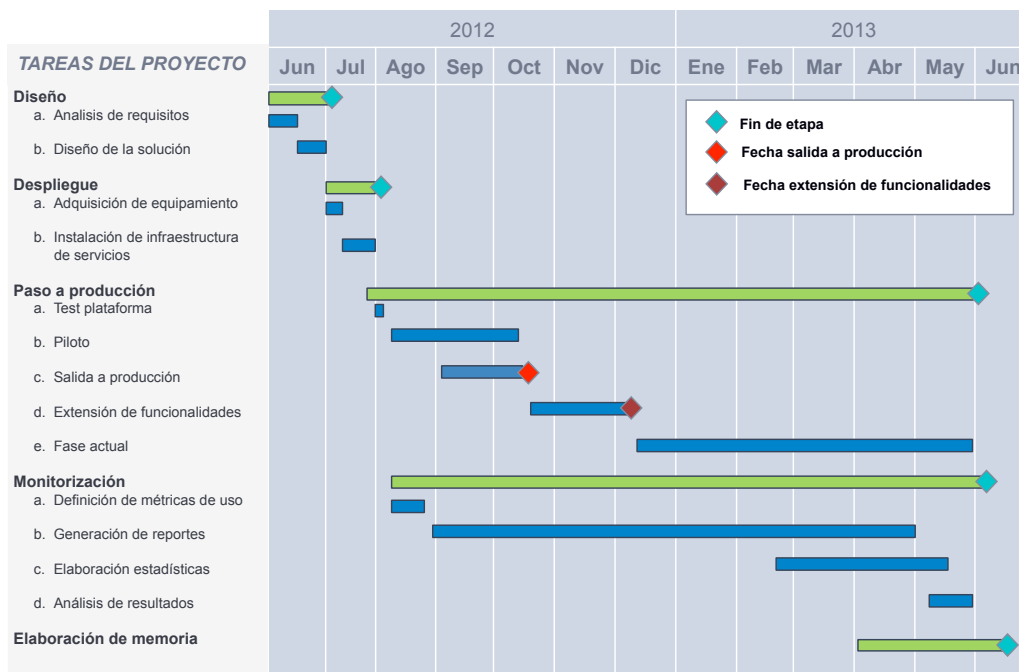 2012 2013
TAREAS DEL PROYECTO
Jun Jul Ago Sep Oct Nov Dic Ene Feb Mar Abr May Jun
Diseño
a. Analisis de requisitos
b. Diseño de la solución
Despliegue
a. Adquisición de equipamiento
b. Instalación de infraestructura
de servicios
Paso a producción
a. Test plataforma
b. Piloto
c. Salida a producción
d. Extensión de funcionalidades
e. Fase actual
Monitorización
a. Definición de métricas de uso
b. Generación de reportes
c. Elaboración estadísticas
d. Análisis de resultados
Elaboración de memoria
Fin de etapa
Fecha salida a producción
Fecha extensión de funcionalidades